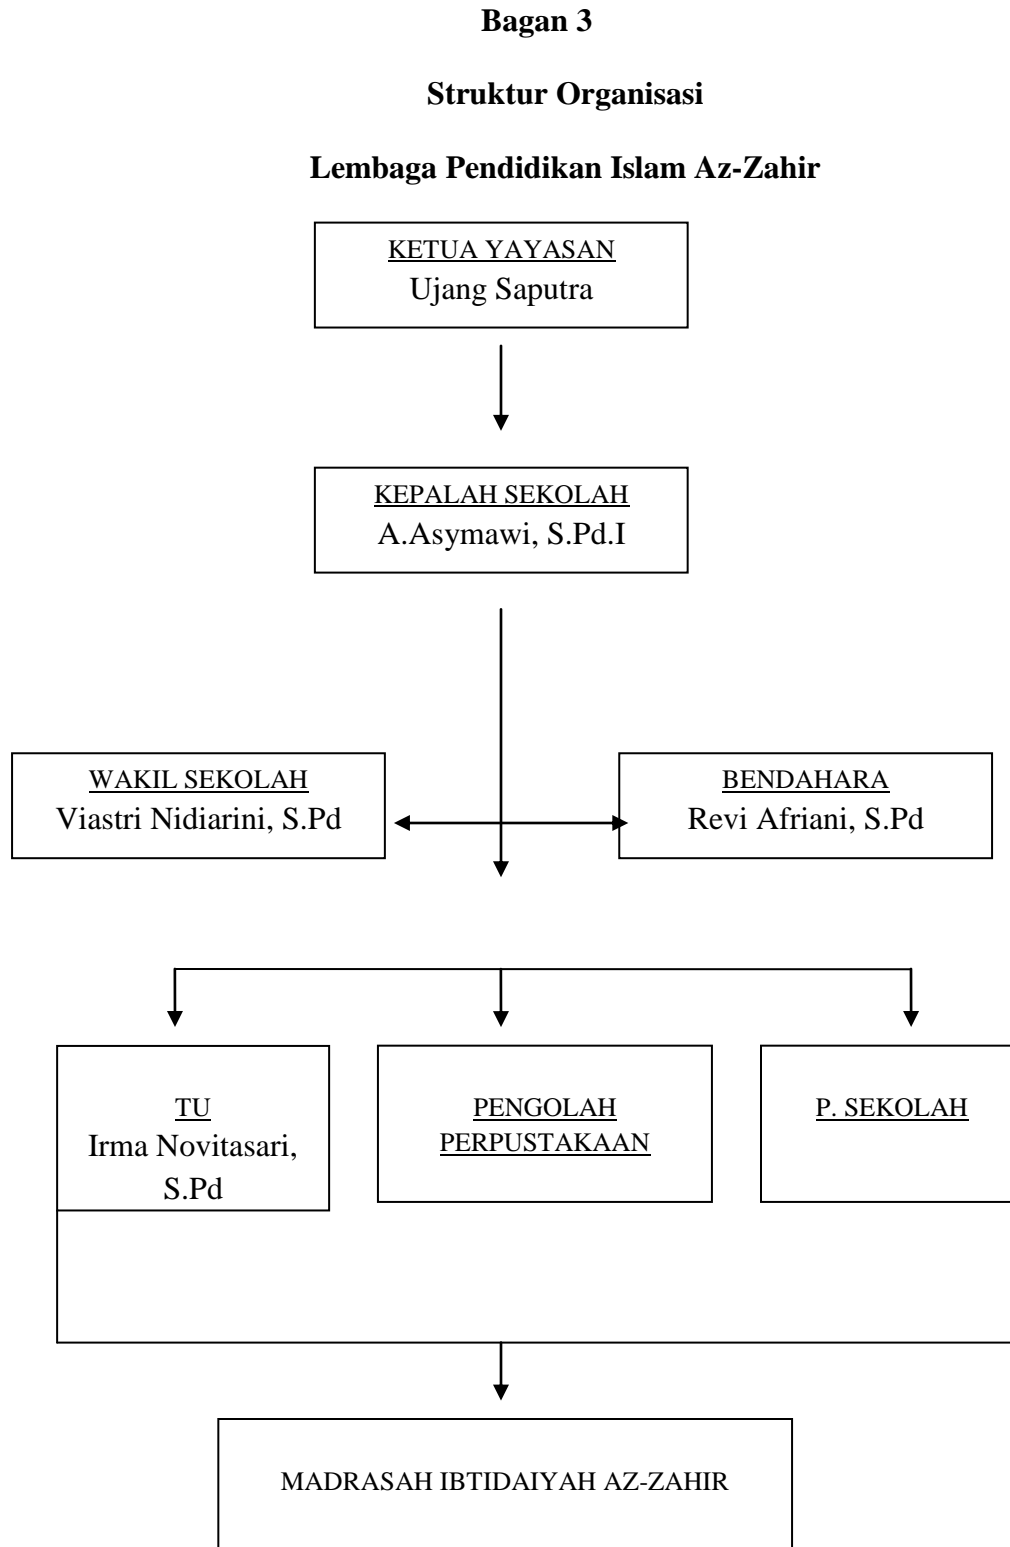 Bagan 3
Struktur Organisasi
Lembaga Pendidikan Islam Az-Zahir
KETUA YAYASAN
Ujang Saputra
KEPALAH SEKOLAH
A.Asymawi, S.Pd.I
WAKIL SEKOLAH
Viastri Nidiarini, S.Pd
BENDAHARA
Revi Afriani, S.Pd
TU
Irma Novitasari,
S.Pd
PENGOLAH
PERPUSTAKAAN
P. SEKOLAH
MADRASAH IBTIDAIYAH AZ-ZAHIR